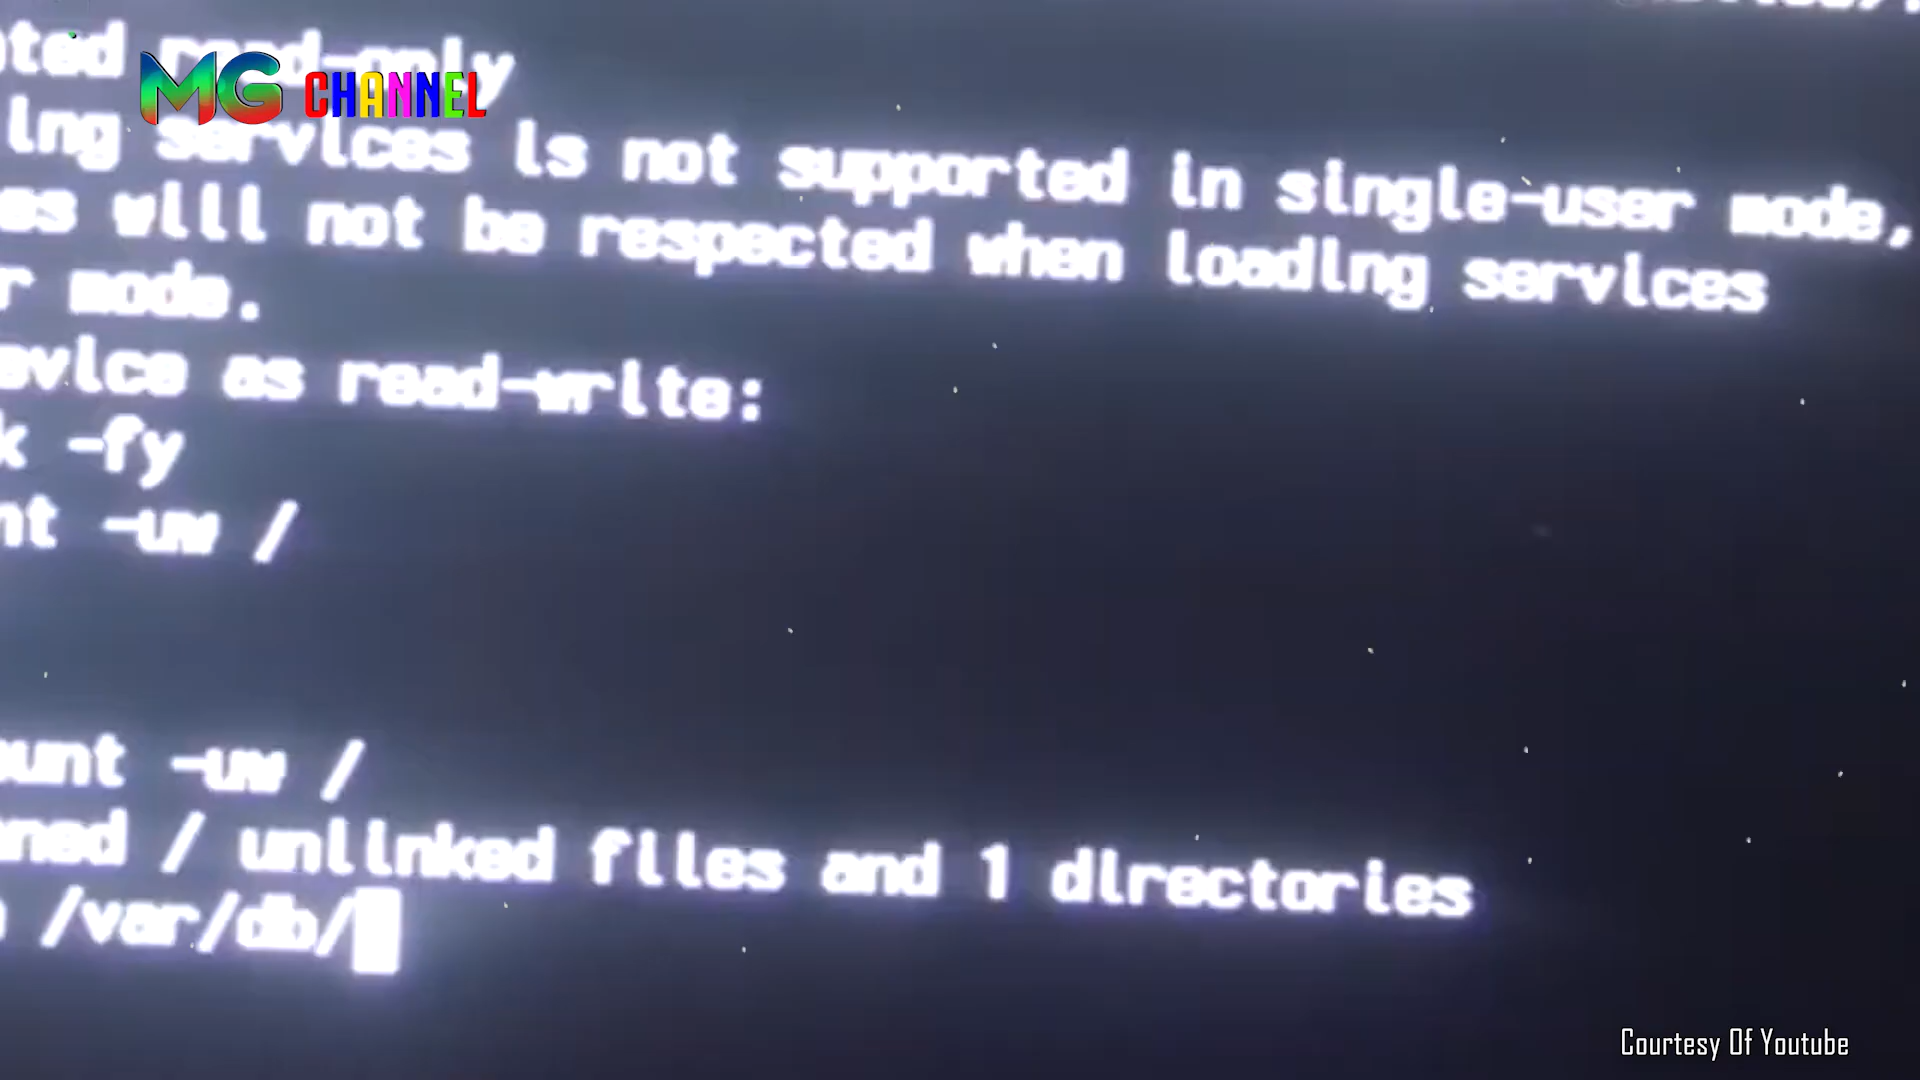 ted read-only
MG CHANNEL
ing services is not supported in single-user mode,
es will not be respected when loading services
r mode.
evice as read-write:
k -fy
nt -uw /
ount -uw /
ned / unlinked files and 1 directories
/var/db/
Courtesy Of Youtube